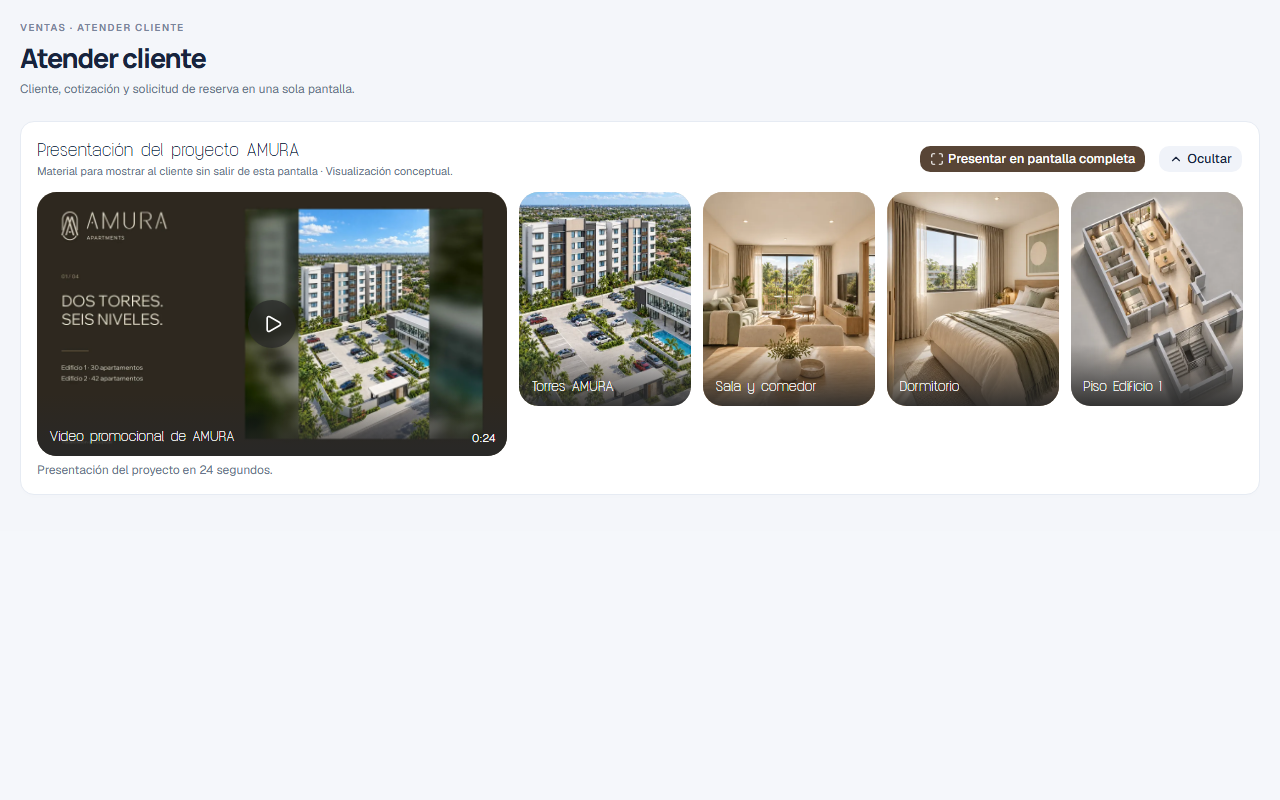 VENTAS · ATENDER CLIENTE
Atender cliente
Cliente, cotización y solicitud de reserva en una sola pantalla.
Presentación del proyecto AMURA
Material para mostrar al cliente sin salir de esta pantalla · Visualización conceptual.
Presentar en pantalla completa
Ocultar
AMURA
APARTMENTS
01 / 04
DOS TORRES.
SEIS NIVELES.
Edificio 1 · 30 apartamentos
Edificio 2 · 42 apartamentos
Video promocional de AMURA
0:24
Torres AMURA
Sala y comedor
Dormitorio
Piso Edificio 1
Presentación del proyecto en 24 segundos.